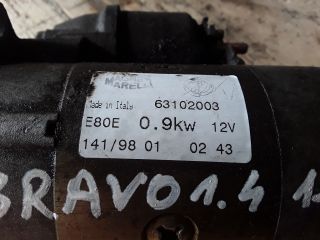 MARELLI
Made in Italy 63102003
E80E 0.9kw 12V
141/98 01 02 43
BRAVO 1.4